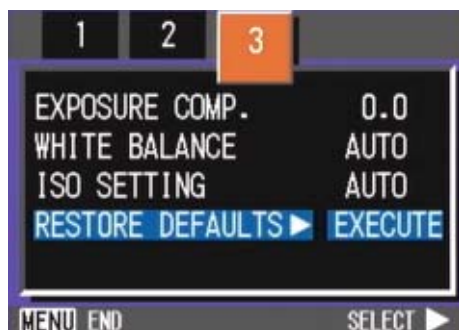 1 2 3
EXPOSURE COMP. 0.0
WHITE BALANCE AUTO
ISO SETTING AUTO
RESTORE DEFAULTS▶ EXECUTE
MENU END SELECT ▶